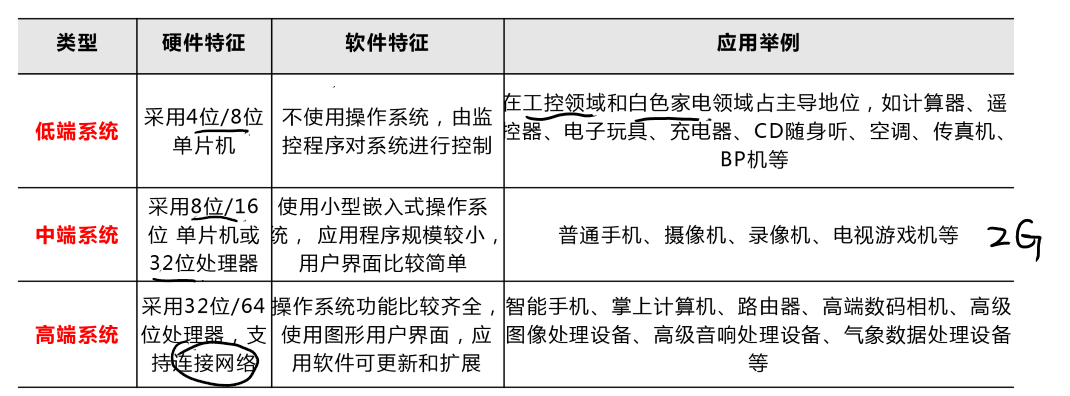 类型 硬件特征 软件特征 应用举例
低端系统
采用4位/8位
单片机
不使用操作系统，由监
控程序对系统进行控制
在工控领域和白色家电领域占主导地位，如计算器、遥
控器、电子玩具、充电器、CD随身听、空调、传真机、
BP机等
中端系统
采用8位/16
位 单片机或
32位处理器
使用小型嵌入式操作系
统， 应用程序规模较小，
用户界面比较简单
普通手机、摄像机、录像机、电视游戏机等
2G
高端系统
采用32位/64
位处理器，支
持连接网络
操作系统功能比较齐全，
使用图形用户界面，应
用软件可更新和扩展
智能手机、掌上计算机、路由器、高端数码相机、高级
图像处理设备、高级音响处理设备、气象数据处理设备
等